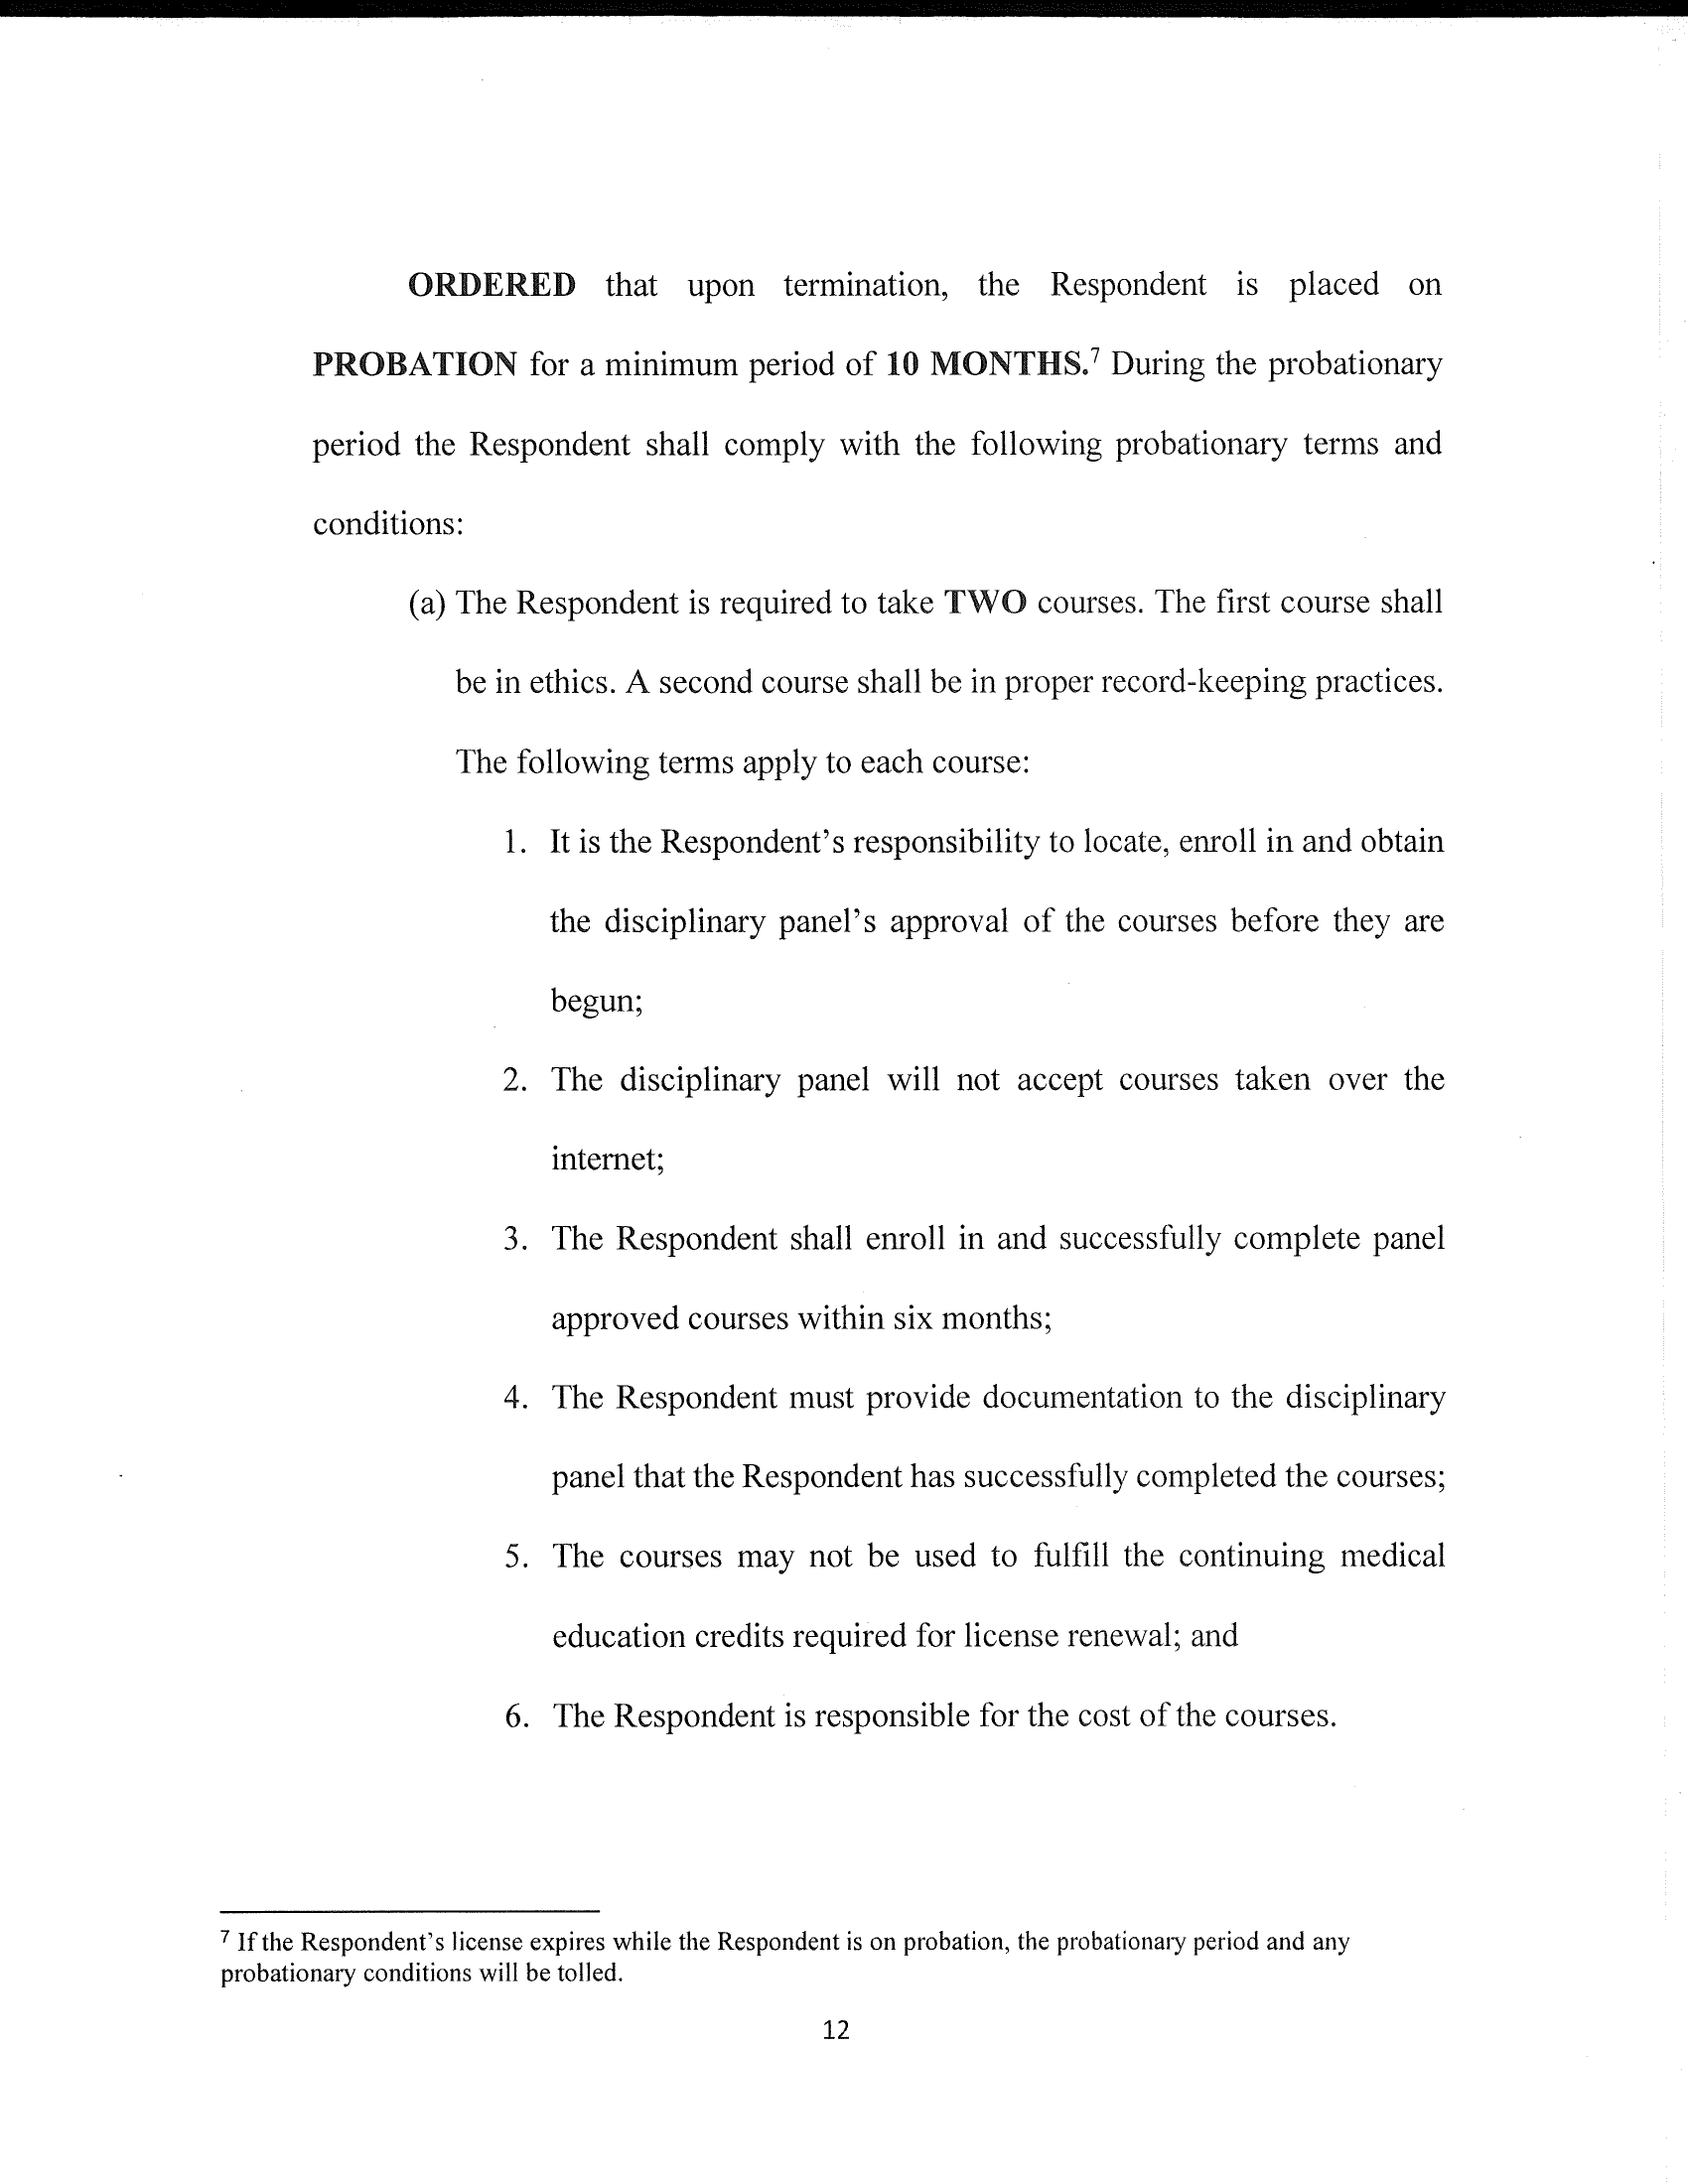 ORDERED that upon termination, the Respondent is placed on
PROBATION for a minimum period of 10 MONTHS.7 During the probationary
period the Respondent shall comply with the following probationary terms and
conditions:
(a) The Respondent is required to take TWO courses. The first course shall
be in ethics. A second course shall be in proper record-keeping practices.
The following terms apply to each course:
1. It is the Respondent's responsibility to locate, enroll in and obtain
the disciplinary panel's approval of the courses before they are
begun;
2. The disciplinary panel will not accept courses taken over the
internet;
3. The Respondent shall enroll in and successfully complete panel
approved courses within six months;
4. The Respondent must provide documentation to the disciplinary
panel that the Respondent has successfully completed the courses;
5. The courses may not be used to fulfill the continuing medical
education credits required for license renewal; and
6. The Respondent is responsible for the cost of the courses.
7 If the Respondent's license expires while the Respondent is on probation, the probationary period and any
probationary conditions will be tolled.
12